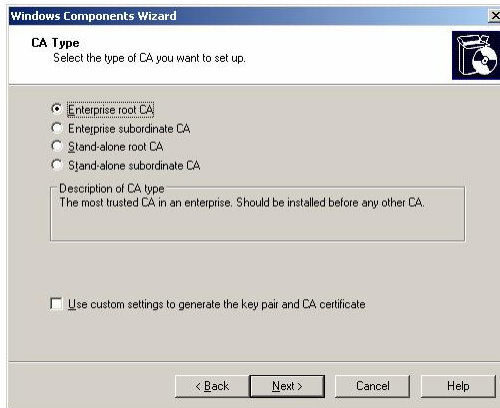 Windows Components Wizard
CA Type
Select the type of CA you want to set up.
Enterprise root CA
Enterprise subordinate CA
Stand-alone root CA
Stand-alone subordinate CA
Description of CA type
The most trusted CA in an enterprise. Should be installed before any other CA.
Use custom settings to generate the key pair and CA certificate
< Back
Next >
Cancel
Help